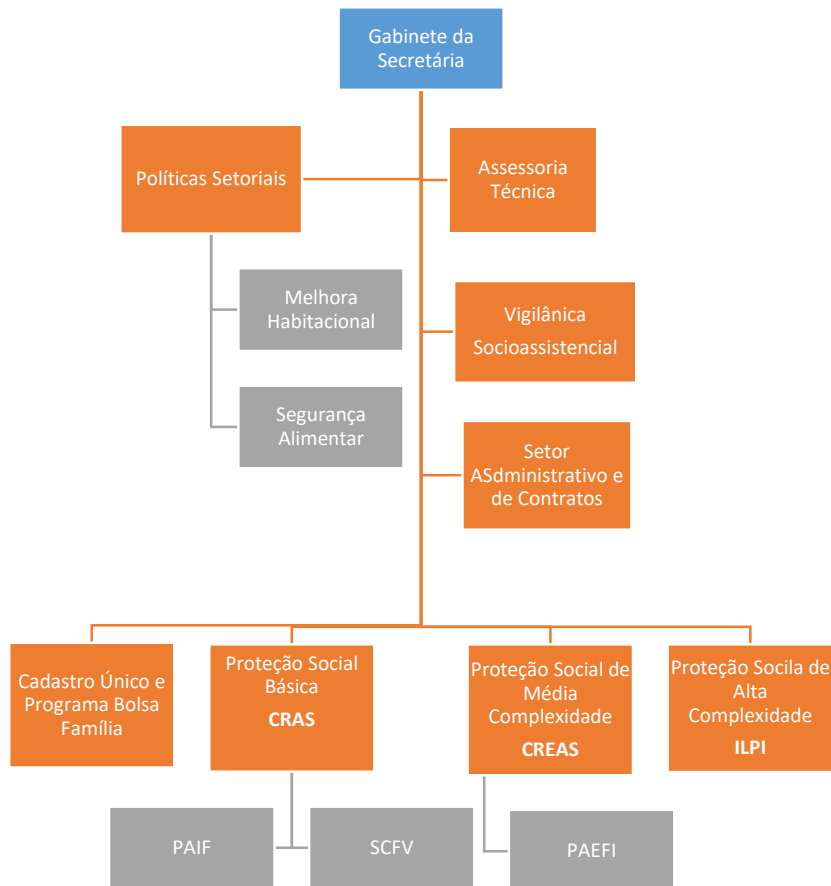 Gabinete da
Secretária
Políticas Setoriais
Assessoria
Técnica
Melhora
Habitacional
Vigilânica
Socioassistencial
Segurança
Alimentar
Setor
ASdministrativo e
de Contratos
Cadastro Único e
Programa Bolsa
Família
Proteção Social
Básica
CRAS
Proteção Social de
Média
Complexidade
CREAS
Proteção Socila de
Alta
Complexidade
ILPI
PAIF
SCFV
PAEFI